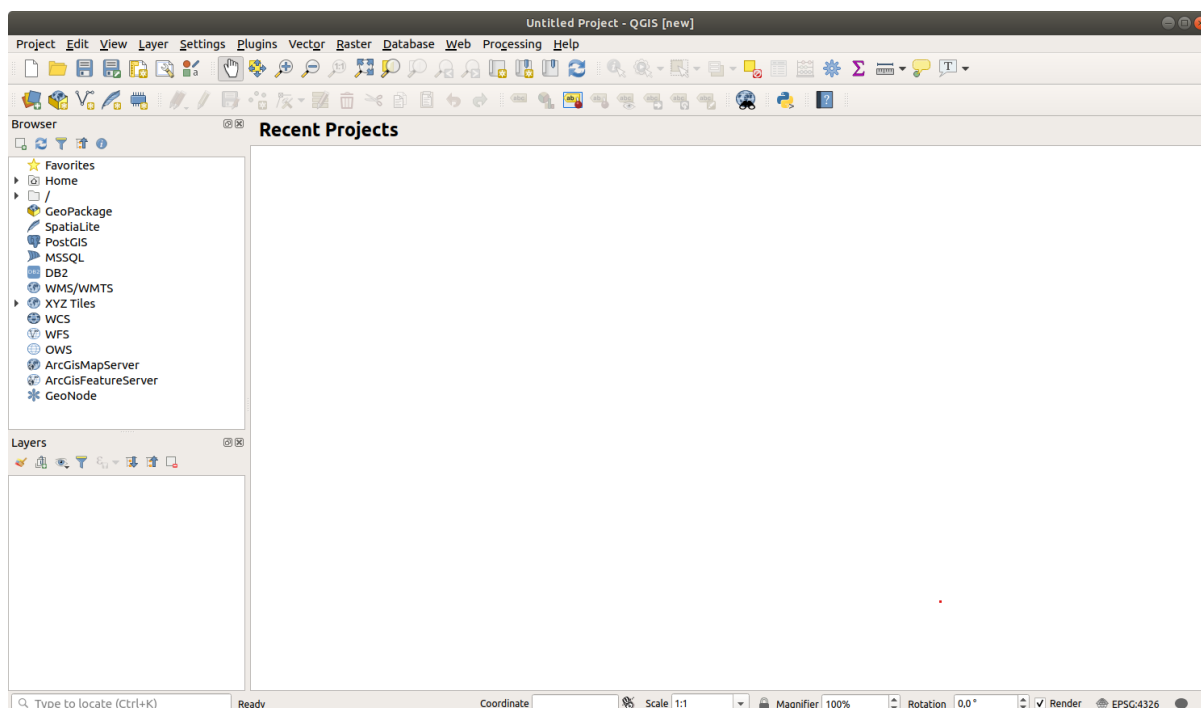 Untitled Project - QGIS [new]
Project Edit View Layer Settings Plugins Vector Raster Database Web Processing Help
Browser
Recent Projects
Favorites
Home
/
GeoPackage
SpatiaLite
PostGIS
MSSQL
DB2
WMS/WMTS
XYZ Tiles
WCS
WFS
OWS
ArcGisMapServer
ArcGisFeatureServer
GeoNode
Layers
Type to locate (Ctrl+K) Ready Coordinate Scale 1:1 Magnifier 100% Rotation 0,0 ° Render EPSG:4326